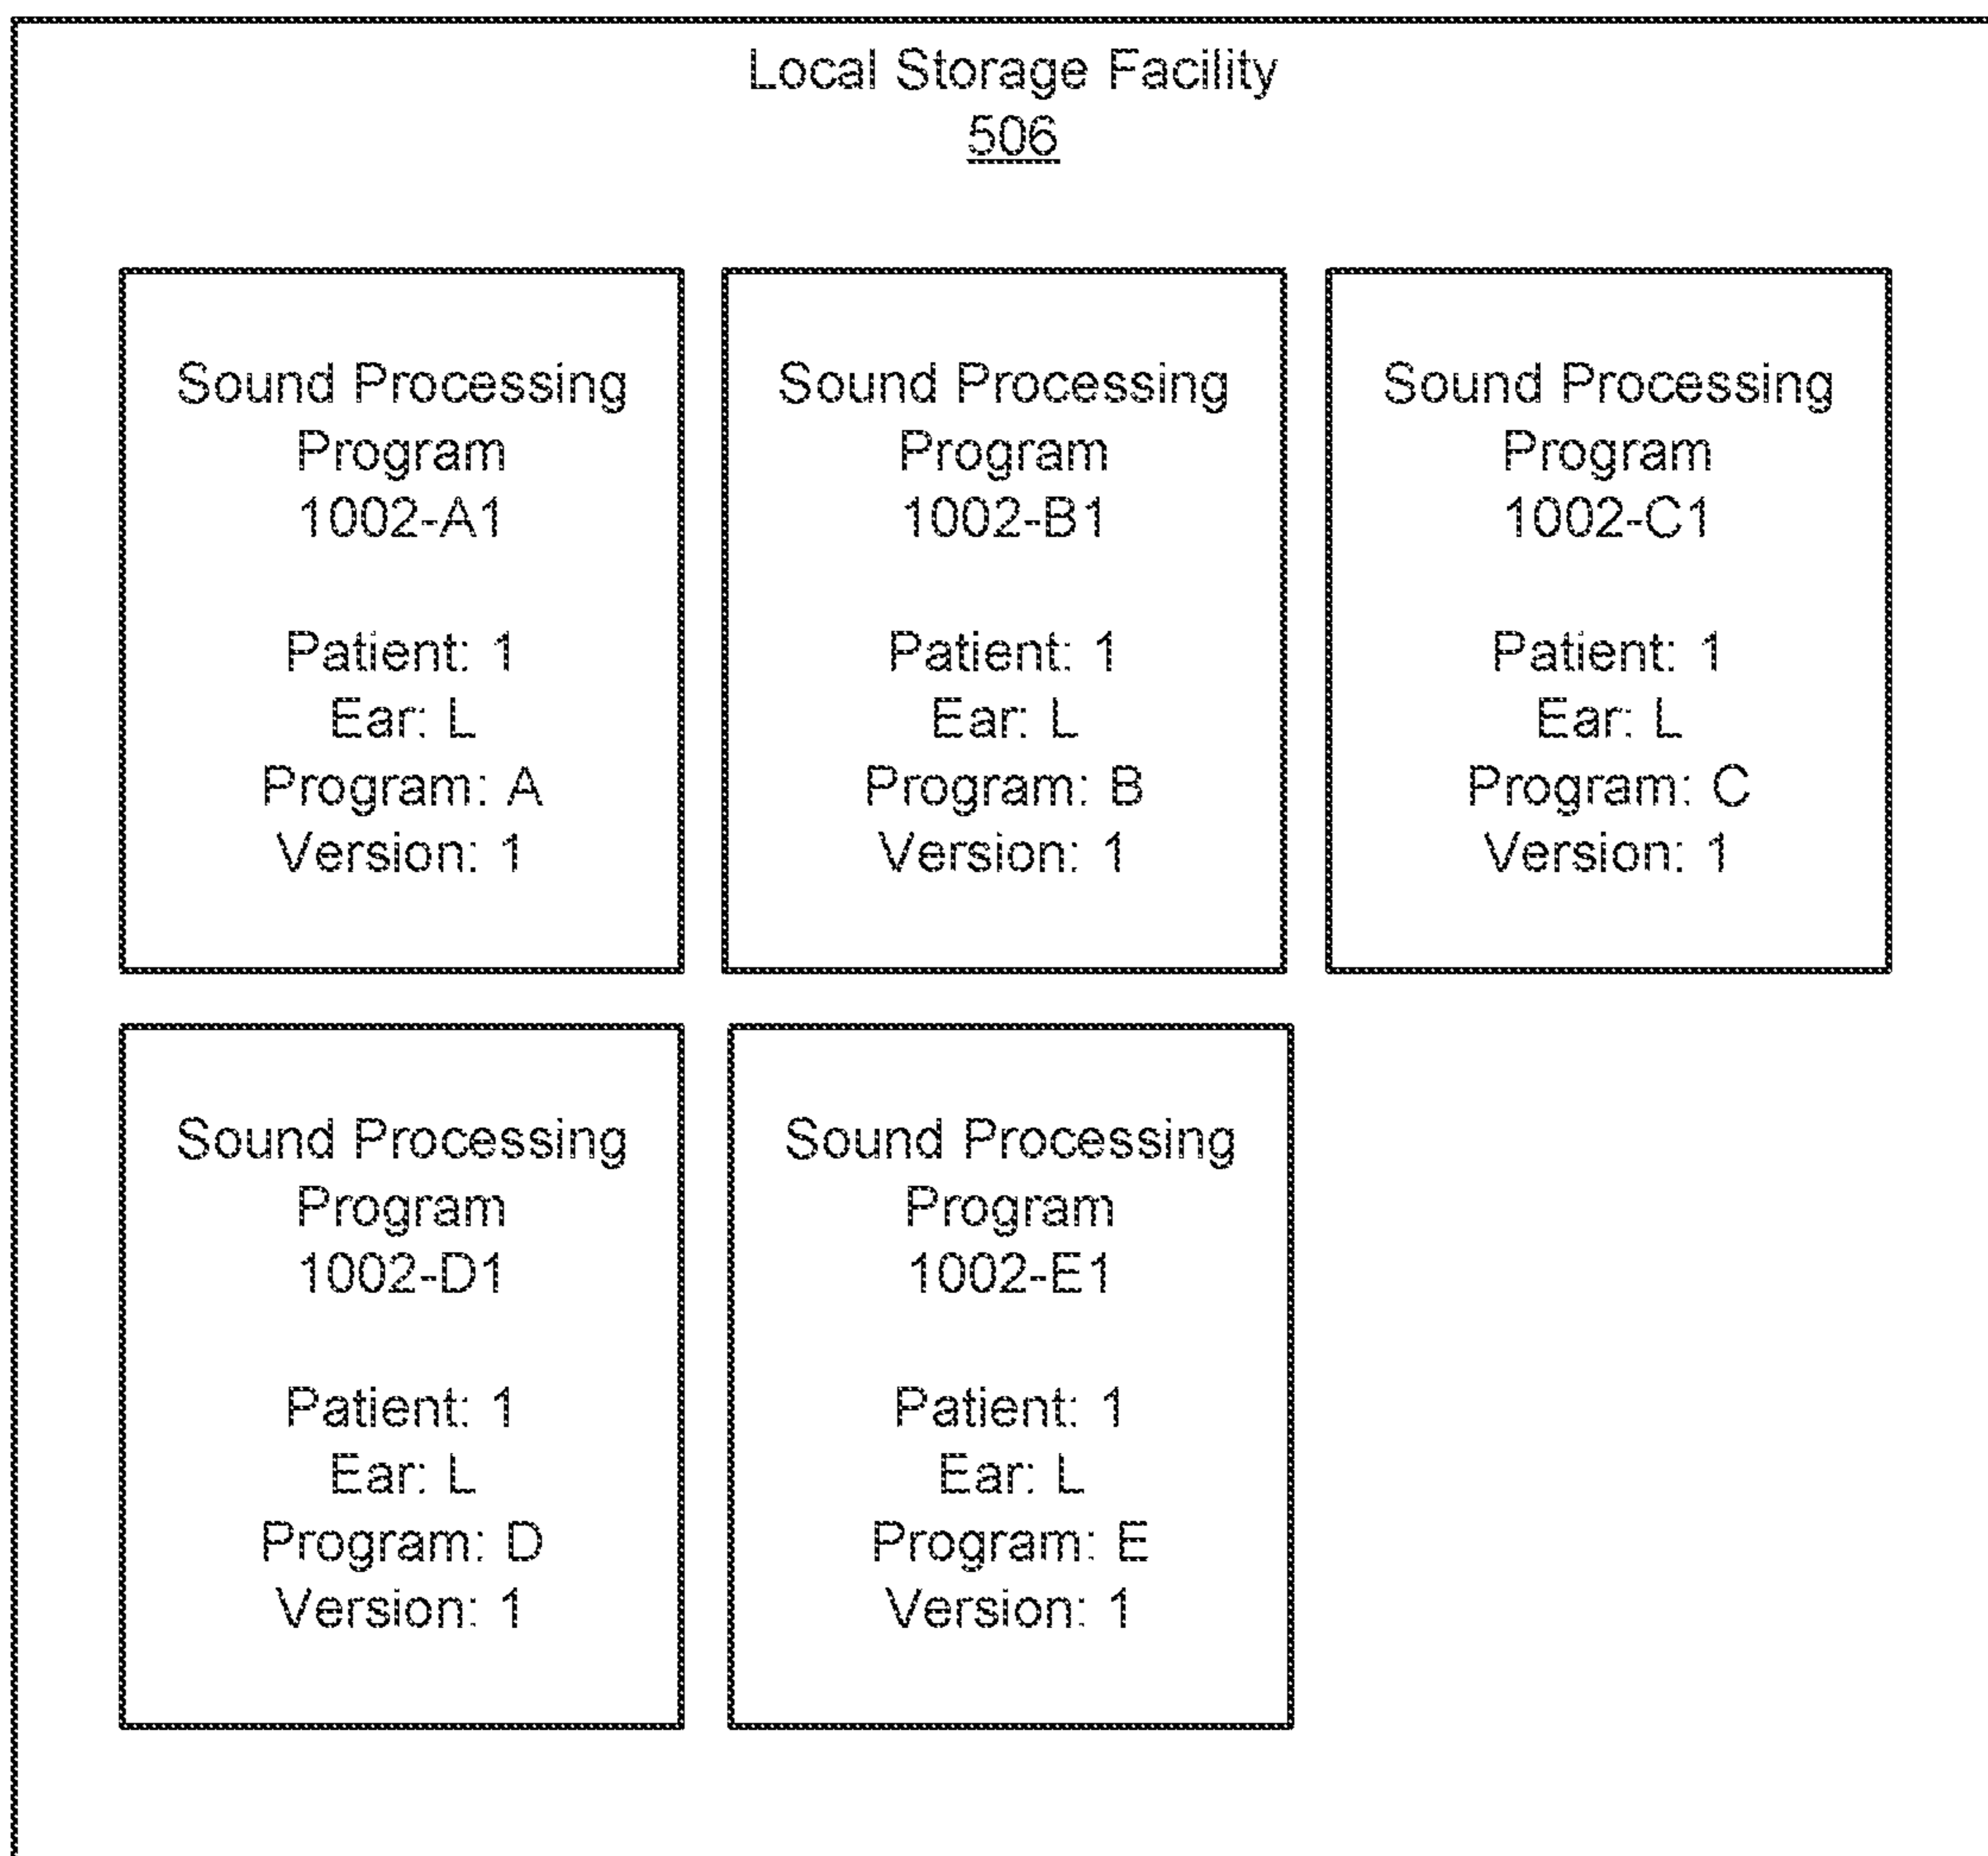 Local Storage Facility
506
Sound Processing
Program
1002-A1
Patient: 1
Ear: L
Program: A
Version: 1
Sound Processing
Program
1002-B1
Patient: 1
Ear: L
Program: B
Version: 1
Sound Processing
Program
1002-C1
Patient: 1
Ear: L
Program: C
Version: 1
Sound Processing
Program
1002-D1
Patient: 1
Ear: L
Program: D
Version: 1
Sound Processing
Program
1002-E1
Patient: 1
Ear: L
Program: E
Version: 1